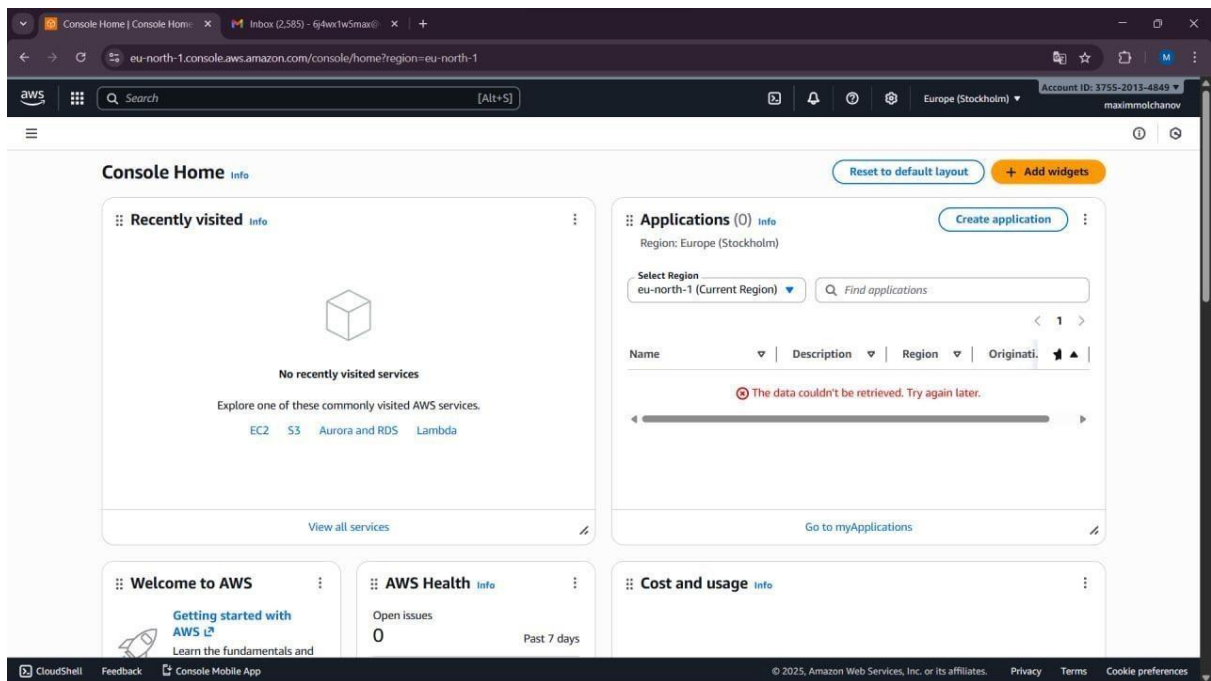 Console Home | Console Home
Inbox (2,585) - 6j4wx1w5max@
eu-north-1.console.aws.amazon.com/console/home?region=eu-north-1
M
aws
Search
[Alt+S]
Europe (Stockholm)
Account ID: 3755-2013-4849
maximmolchanov
Console Home Info
Reset to default layout
+ Add widgets
Recently visited Info
No recently visited services
Explore one of these commonly visited AWS services.
EC2 S3 Aurora and RDS Lambda
View all services
Applications (0) Info
Create application
Region: Europe (Stockholm)
Select Region
eu-north-1 (Current Region)
Find applications
1
Name Description Region Originati.
The data couldn't be retrieved. Try again later.
Go to myApplications
Welcome to AWS
Getting started with
AWS
Learn the fundamentals and
AWS Health Info
Open issues
0
Past 7 days
Cost and usage Info
CloudShell Feedback Console Mobile App
© 2025, Amazon Web Services, Inc. or its affiliates. Privacy Terms Cookie preferences